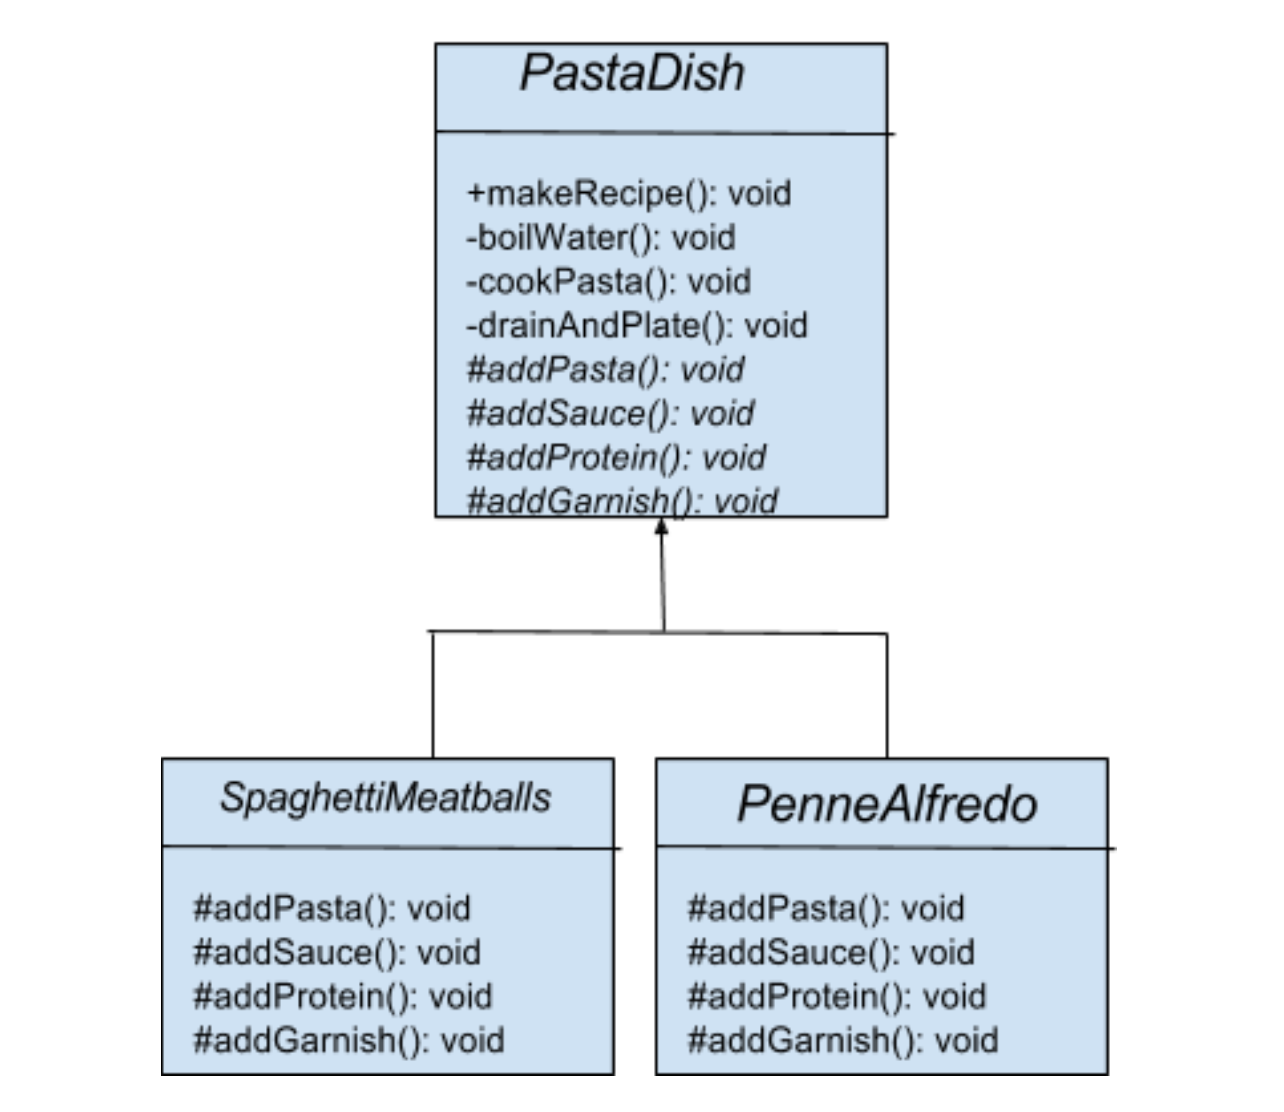 PastaDish
+makeRecipe(): void
-boilWater(): void
-cookPasta(): void
-drainAndPlate(): void
#addPasta(): void
#addSauce(): void
#addProtein(): void
#addGarnish(): void
SpaghettiMeatballs
#addPasta(): void
#addSauce(): void
#addProtein(): void
#addGarnish(): void
PenneAlfredo
#addPasta(): void
#addSauce(): void
#addProtein(): void
#addGarnish(): void